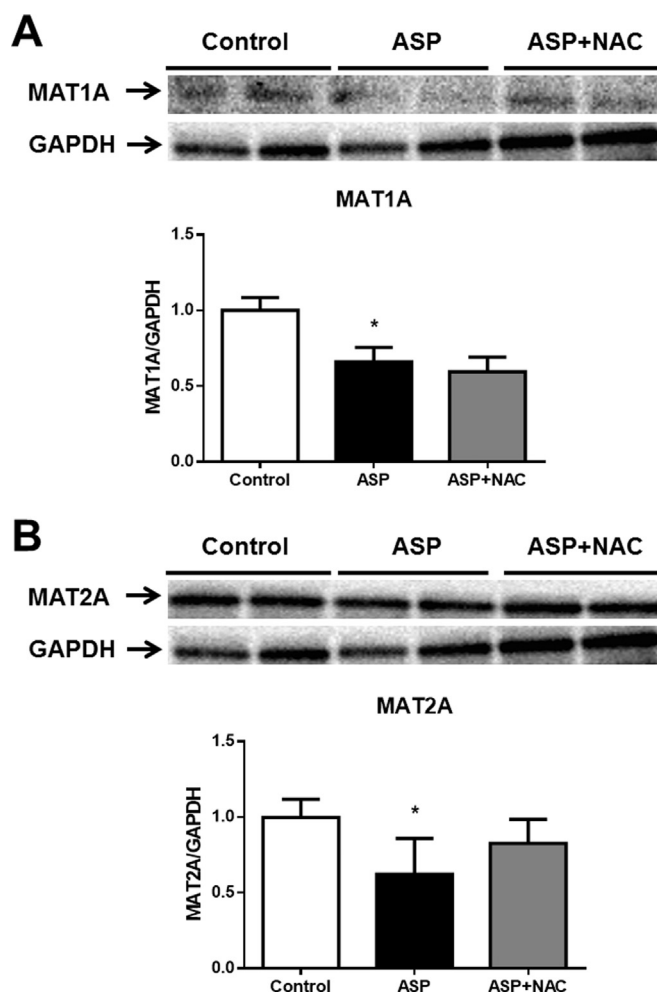 A
Control ASP ASP+NAC
MAT1A
GAPDH
MAT1A
MAT1A/GAPDH
1.5
1.0
0.5
0.0
*
Control ASP ASP+NAC
B
Control ASP ASP+NAC
MAT2A
GAPDH
MAT2A
MAT2A/GAPDH
1.5
1.0
0.5
0.0
*
Control ASP ASP+NAC